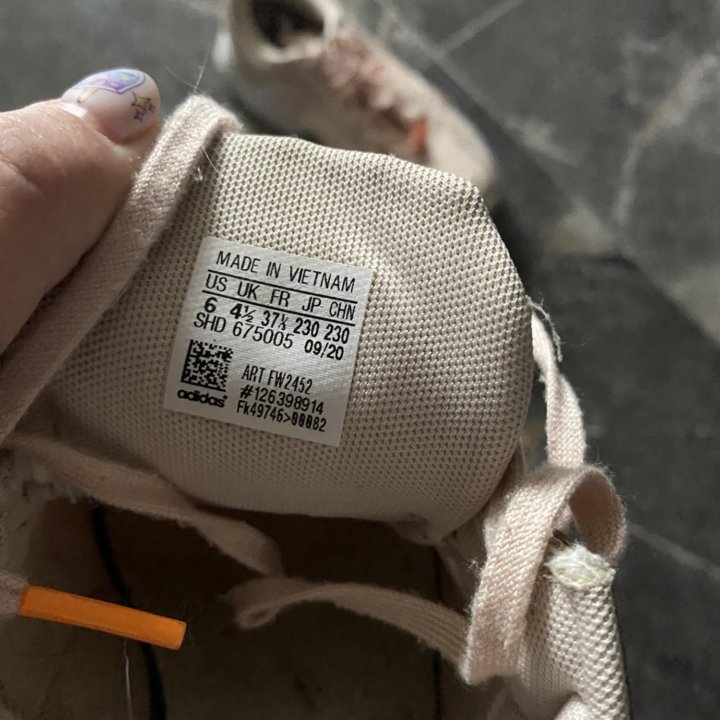 MADE IN VIETNAM
US UK FR JP CHN
6 4½ 37⅓ 230 230
SHD 675005 09/20
ART FW2452
#126398914
adidas® Fk49746>00082